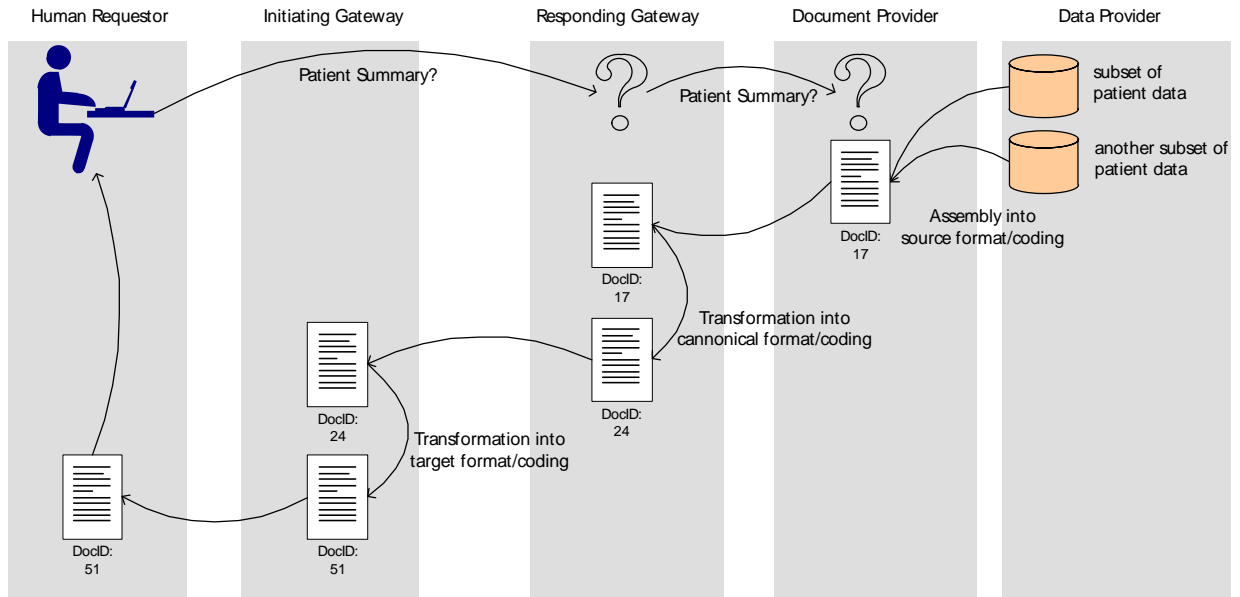 Human Requestor
Initiating Gateway
Responding Gateway
Document Provider
Data Provider
Patient Summary?
Patient Summary?
subset of
patient data
another subset of
patient data
Assembly into
source format/coding
DocID:
17
DocID:
17
Transformation into
cannonical format/coding
DocID:
24
DocID:
24
Transformation into
target format/coding
DocID:
51
DocID:
51